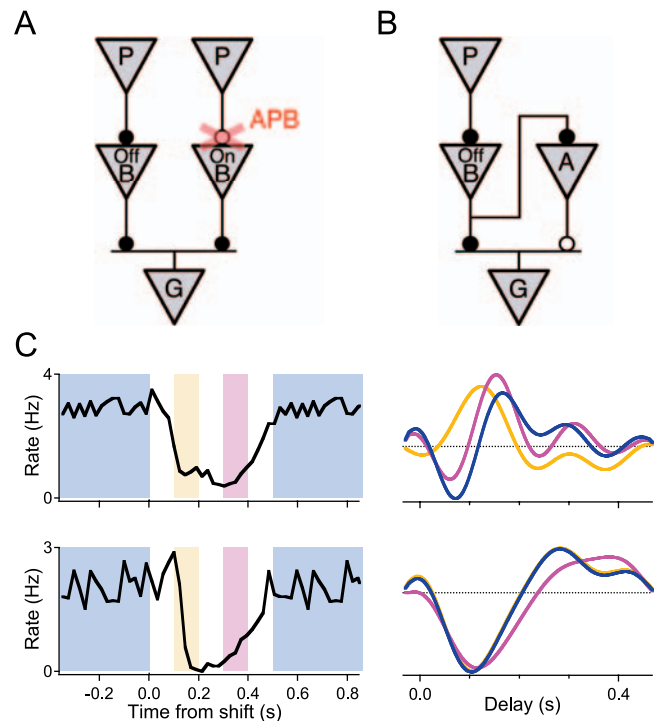 A
B
P
P
P
APB
Off
B
On
B
Off
B
A
G
G
C
4
Rate (Hz)
0
3
Rate (Hz)
0
-0.2 0.0 0.2 0.4 0.6 0.8
Time from shift (s)
0.0 0.4
Delay (s)